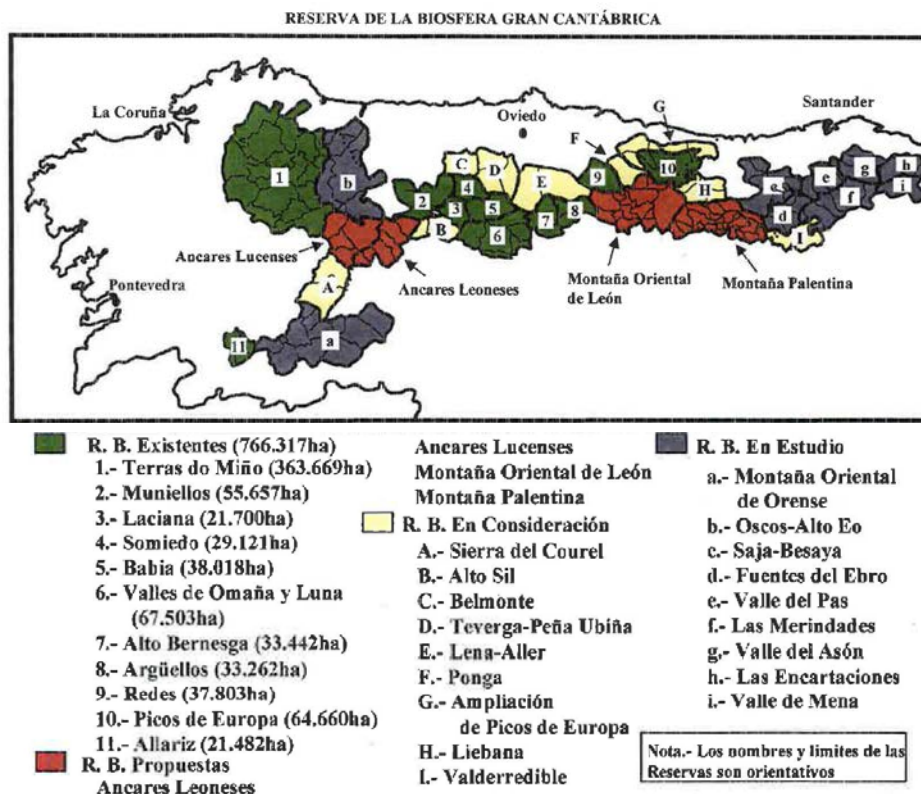 RESERVA DE LA BIOSFERA GRAN CANTÁBRICA
La Coruña
Oviedo
Santander
G
F
C
D
E
9
10
H
1
b
2
4
3
5
6
7
8
B
e
e
g
h
i
f
d
I
Ancares Lucenses
Ancares Leoneses
Montaña Oriental
de León
Montaña Palentina
Pontevedra
A
11
a
R. B. Existentes (766.317ha)
1.- Terras do Miño (363.669ha)
2.- Muniellos (55.657ha)
3.- Laciana (21.700ha)
4.- Somiedo (29.121ha)
5.- Babia (38.018ha)
6.- Valles de Omaña y Luna
(67.503ha)
7.- Alto Bernesga (33.442ha)
8.- Argüellos (33.262ha)
9.- Redes (37.803ha)
10.- Picos de Europa (64.660ha)
11.- Allariz (21.482ha)
R. B. Propuestas
Ancares Leoneses
Ancares Lucenses
Montaña Oriental de León
Montaña Palentina
R. B. En Consideración
A.- Sierra del Courel
B.- Alto Sil
C.- Belmonte
D.- Teverga-Peña Ubiña
E.- Lena-Aller
F.- Ponga
G.- Ampliación
de Picos de Europa
H.- Liebana
I.- Valderredible
R. B. En Estudio
a.- Montaña Oriental
de Orense
b.- Oscos-Alto Eo
c.- Saja-Besaya
d.- Fuentes del Ebro
e.- Valle del Pas
f.- Las Merindades
g.- Valle del Asón
h.- Las Encartaciones
i.- Valle de Mena
Nota.- Los nombres y limites de las
Reservas son orientativos